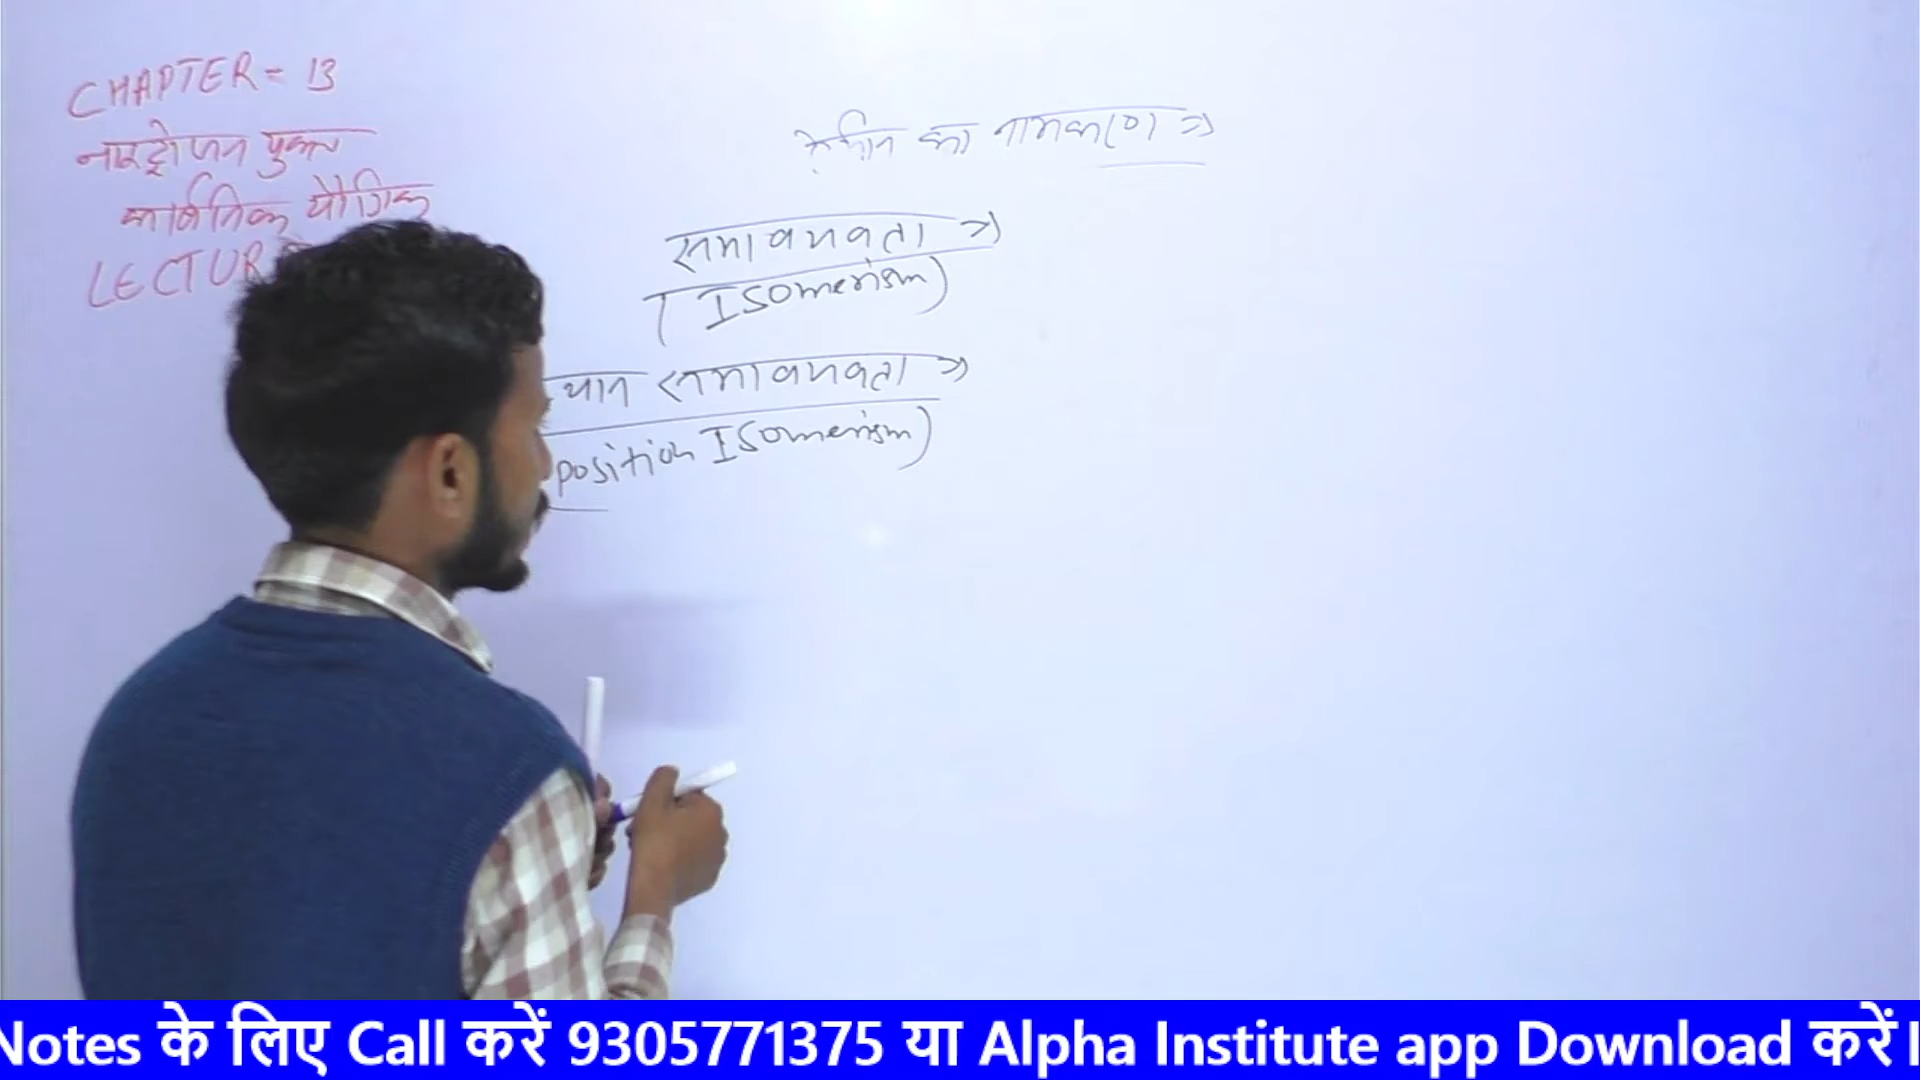 CHAPTER = 13
नाइट्रोजन युक्त
कार्बनिक यौगिक
LECTUR
का नामकरण ⇒
समावयवता ⇒
(Isomerism)
समावयवता ⇒
position Isomerism)
Notes के लिए Call करें 9305771375 या Alpha Institute app Download करें।